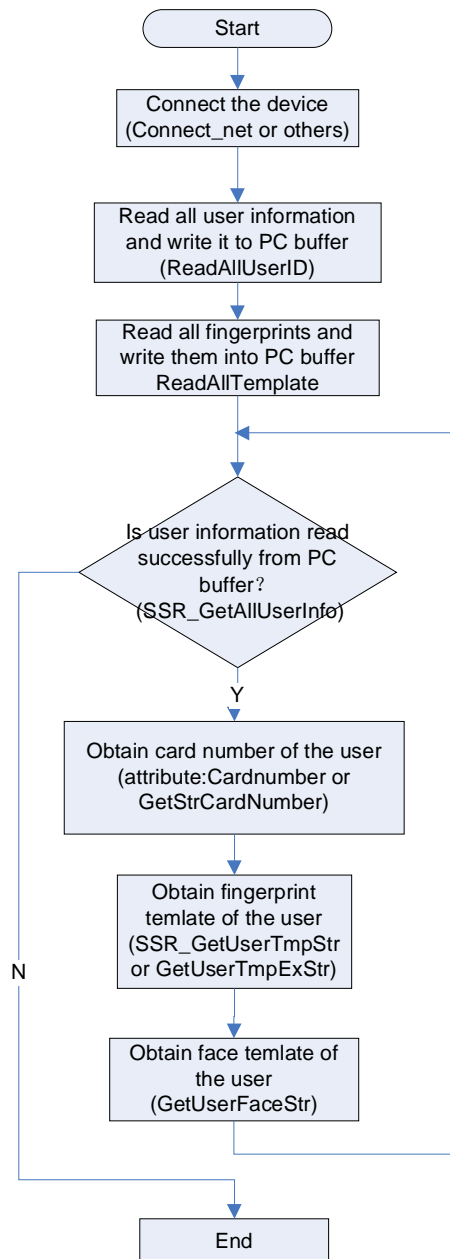 Start
Connect the device
(Connect_net or others)
Read all user information
and write it to PC buffer
(ReadAllUserID)
Read all fingerprints and
write them into PC buffer
ReadAllTemplate
Is user information read
successfully from PC
buffer？
(SSR_GetAllUserInfo)
Y
Obtain card number of the user
(attribute:Cardnumber or
GetStrCardNumber)
Obtain fingerprint
temlate of the user
(SSR_GetUserTmpStr
or GetUserTmpExStr)
N
Obtain face temlate of
the user
(GetUserFaceStr)
End